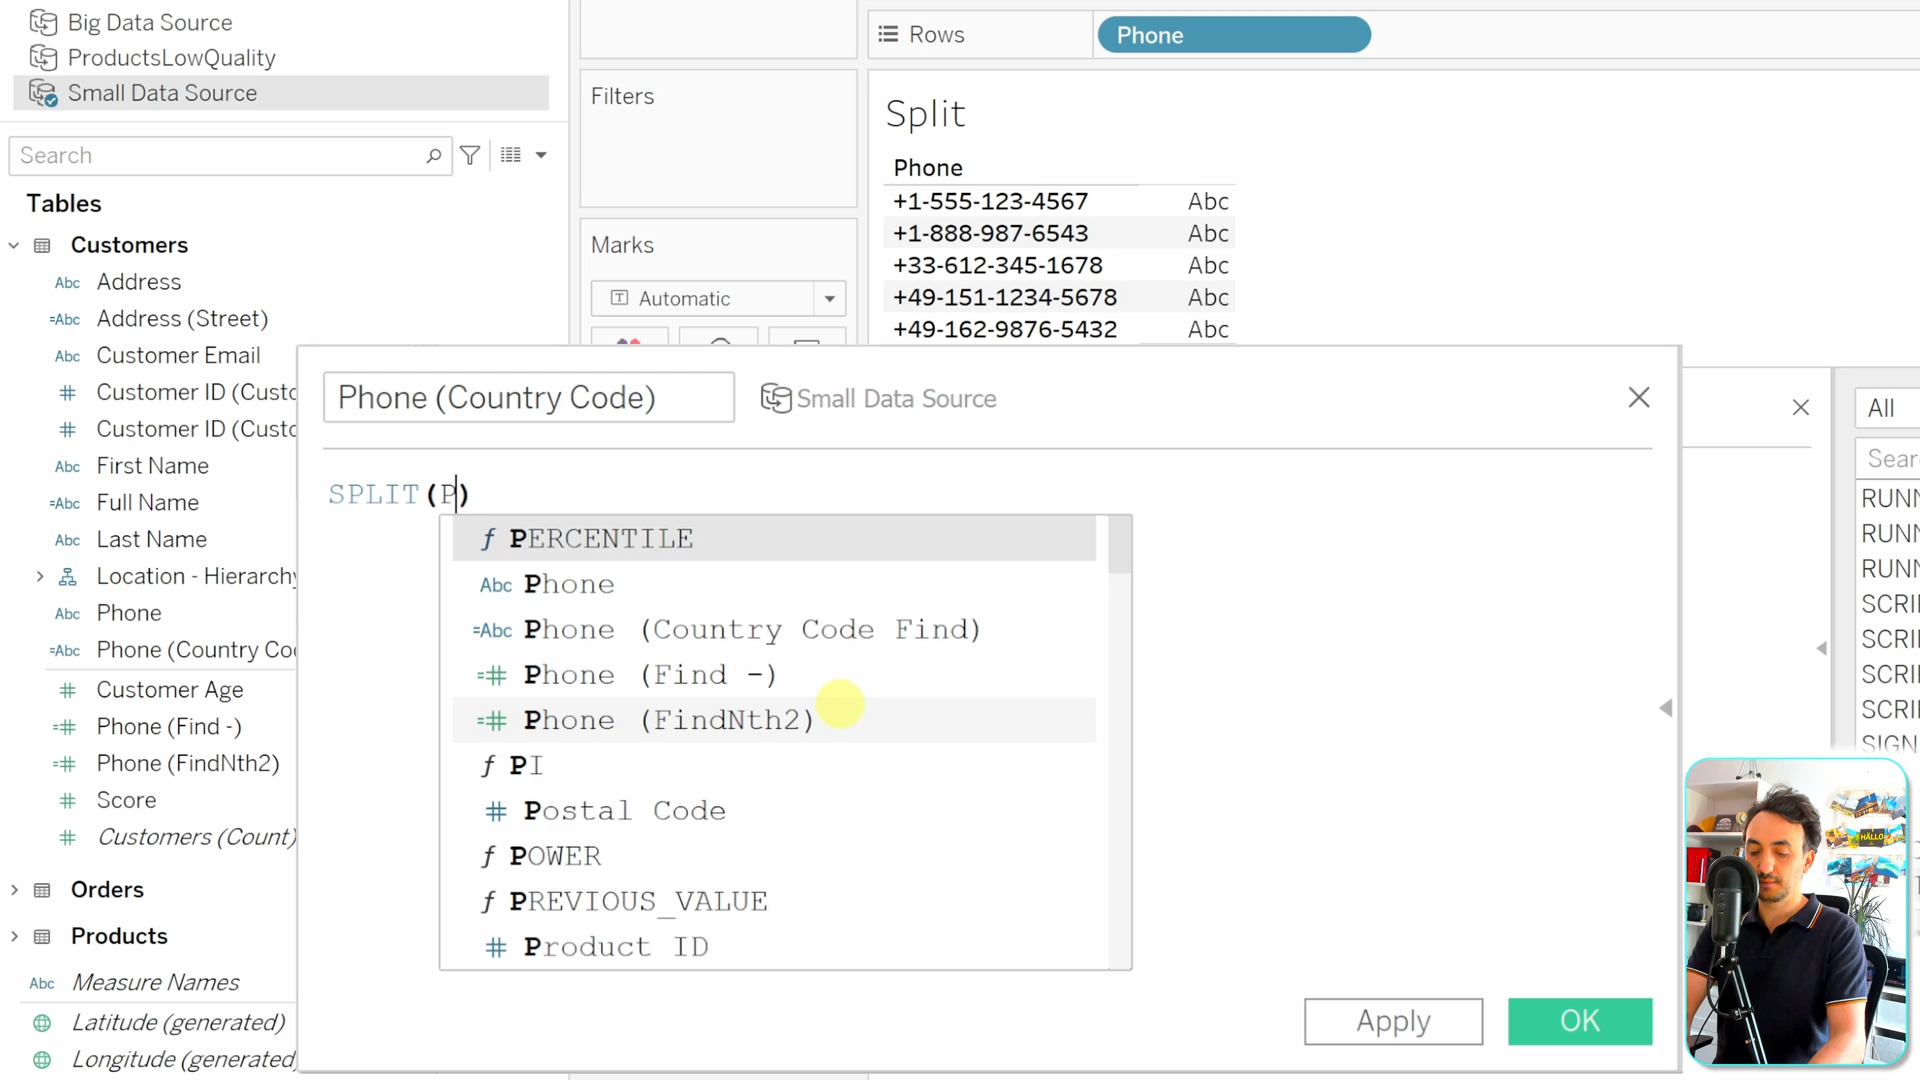 Big Data Source
ProductsLowQuality
Small Data Source
Search
Tables
Customers
Abc Address
=Abc Address (Street)
Abc Customer Email
# Customer ID (Custo
# Customer ID (Custo
Abc First Name
=Abc Full Name
Abc Last Name
Location - Hierarchy
Abc Phone
=Abc Phone (Country Co
# Customer Age
=# Phone (Find -)
=# Phone (FindNth2)
# Score
# Customers (Count)
Orders
Products
Abc Measure Names
Latitude (generated)
Longitude (generated)
Filters
Marks
T Automatic
Rows
Phone
Split
Phone
+1-555-123-4567 Abc
+1-888-987-6543 Abc
+33-612-345-1678 Abc
+49-151-1234-5678 Abc
+49-162-9876-5432 Abc
Phone (Country Code)
Small Data Source
SPLIT(P)
f PERCENTILE
Abc Phone
=Abc Phone (Country Code Find)
=# Phone (Find -)
=# Phone (FindNth2)
f PI
# Postal Code
f POWER
f PREVIOUS_VALUE
# Product ID
Apply
OK
All
Sear
RUNN
RUNN
RUNN
SCRIF
SCRIF
SCRIF
SCRIF
SIGN
HALLO